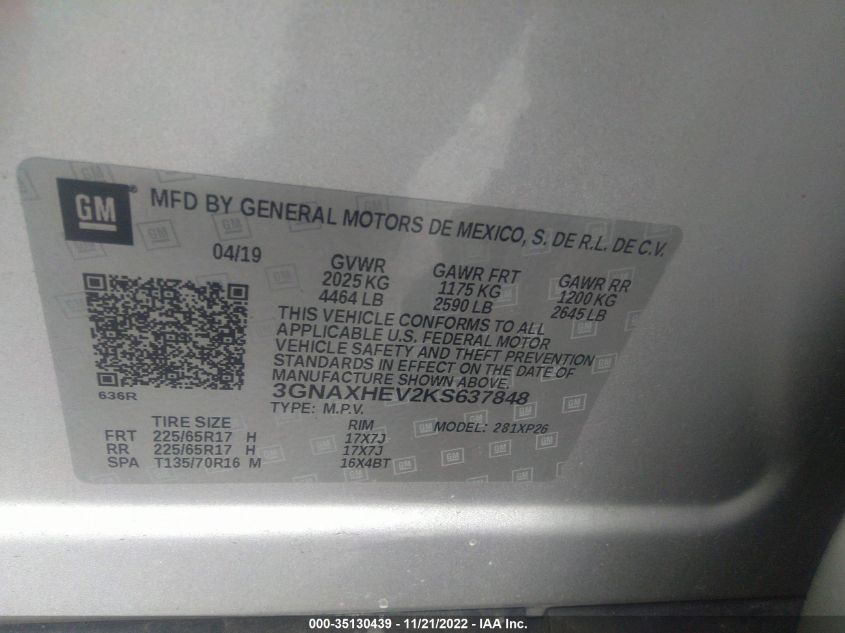 GM
MFD BY GENERAL MOTORS DE MEXICO, S. DE R.L. DE C.V.
04/19
GVWR GAWR FRT GAWR RR
2025 KG 1175 KG 1200 KG
4464 LB 2590 LB 2645 LB
THIS VEHICLE CONFORMS TO ALL
APPLICABLE U.S. FEDERAL MOTOR
VEHICLE SAFETY AND THEFT PREVENTION
STANDARDS IN EFFECT ON THE DATE OF
MANUFACTURE SHOWN ABOVE.
636R
3GNAXHEV2KS637848
TYPE: M.P.V.
MODEL: 281XP26
TIRE SIZE RIM
FRT 225/65R17 H 17X7J
RR 225/65R17 H 17X7J
SPA T135/70R16 M 16X4BT
000-35130439 — 11/21/2022 — IAA Inc.